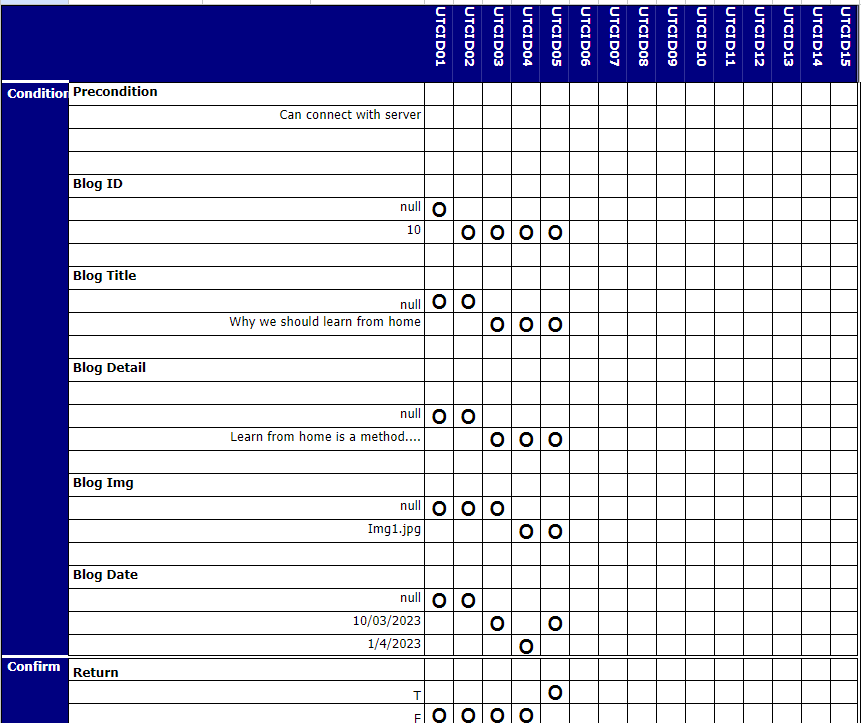 UTCID01 UTCID02 UTCID03 UTCID04 UTCID05 UTCID06 UTCID07 UTCID08 UTCID09 UTCID10 UTCID11 UTCID12 UTCID13 UTCID14 UTCID15
Condition Precondition
Can connect with server
Blog ID
null O
10 O O O O
Blog Title
null O O
Why we should learn from home O O O
Blog Detail
null O O
Learn from home is a method.... O O O
Blog Img
null O O O
Img1.jpg O O
Blog Date
null O O
10/03/2023 O O
1/4/2023 O
Confirm Return
T O
F O O O O